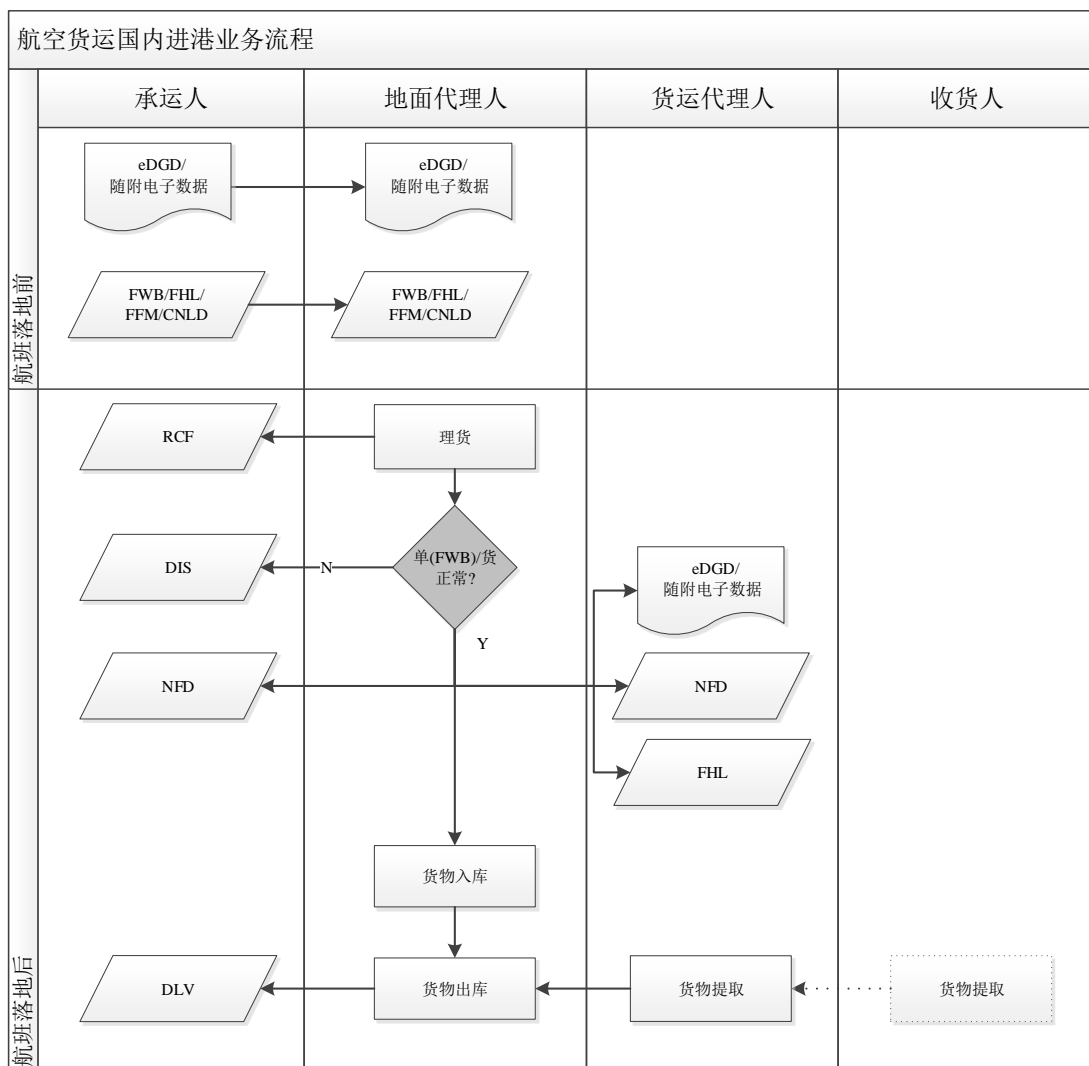 航空货运国内进港业务流程
承运人
地面代理人
货运代理人
收货人
航班落地前
eDGD/
随附电子数据
eDGD/
随附电子数据
FWB/FHL/
FFM/CNLD
FWB/FHL/
FFM/CNLD
航班落地后
RCF
理货
DIS
N
单(FWB)/货
正常?
eDGD/
随附电子数据
Y
NFD
NFD
FHL
货物入库
DLV
货物出库
货物提取
货物提取